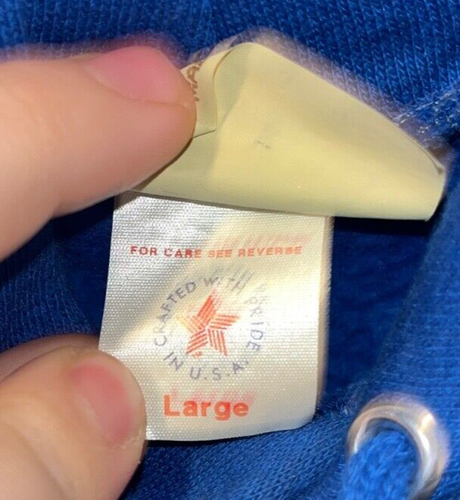 FOR CARE SEE REVERSE
CRAFTED WITH PRIDE
IN U.S.A.
Large